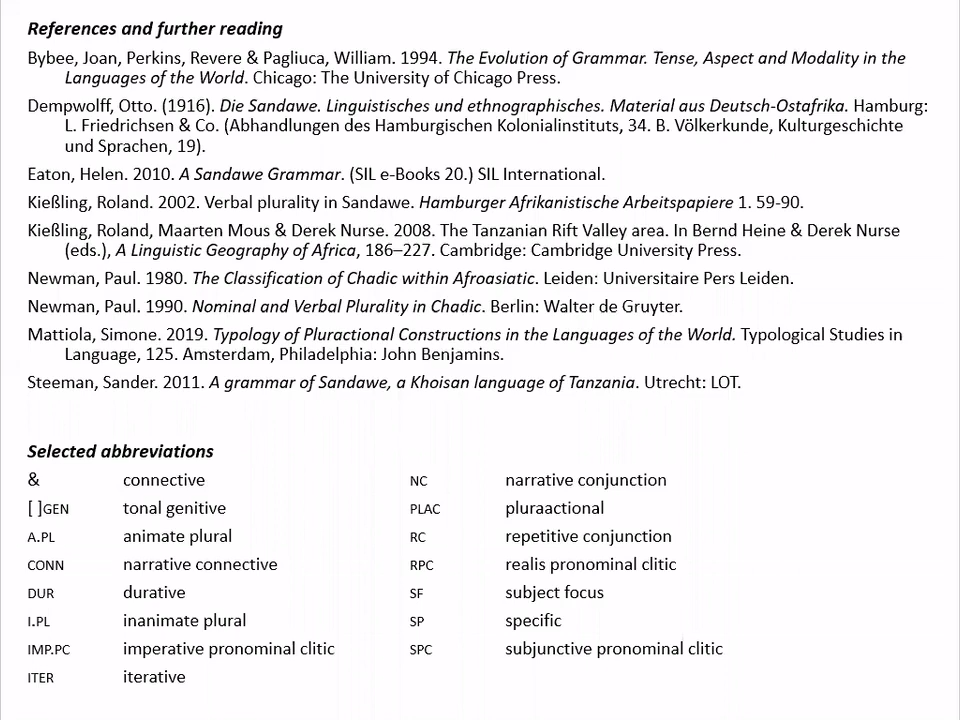 References and further reading
Bybee, Joan, Perkins, Revere & Pagliuca, William. 1994. The Evolution of Grammar. Tense, Aspect and Modality in the
Languages of the World. Chicago: The University of Chicago Press.
Dempwolff, Otto. (1916). Die Sandawe. Linguistisches und ethnographisches. Material aus Deutsch-Ostafrika. Hamburg:
L. Friedrichsen & Co. (Abhandlungen des Hamburgischen Kolonialinstituts, 34. B. Völkerkunde, Kulturgeschichte
und Sprachen, 19).
Eaton, Helen. 2010. A Sandawe Grammar. (SIL e-Books 20.) SIL International.
Kießling, Roland. 2002. Verbal plurality in Sandawe. Hamburger Afrikanistische Arbeitspapiere 1. 59-90.
Kießling, Roland, Maarten Mous & Derek Nurse. 2008. The Tanzanian Rift Valley area. In Bernd Heine & Derek Nurse
(eds.), A Linguistic Geography of Africa, 186–227. Cambridge: Cambridge University Press.
Newman, Paul. 1980. The Classification of Chadic within Afroasiatic. Leiden: Universitaire Pers Leiden.
Newman, Paul. 1990. Nominal and Verbal Plurality in Chadic. Berlin: Walter de Gruyter.
Mattiola, Simone. 2019. Typology of Pluractional Constructions in the Languages of the World. Typological Studies in
Language, 125. Amsterdam, Philadelphia: John Benjamins.
Steeman, Sander. 2011. A grammar of Sandawe, a Khoisan language of Tanzania. Utrecht: LOT.
Selected abbreviations
& connective NC narrative conjunction
[ ]GEN tonal genitive PLAC pluraactional
A.PL animate plural RC repetitive conjunction
CONN narrative connective RPC realis pronominal clitic
DUR durative SF subject focus
I.PL inanimate plural SP specific
IMP.PC imperative pronominal clitic SPC subjunctive pronominal clitic
ITER iterative